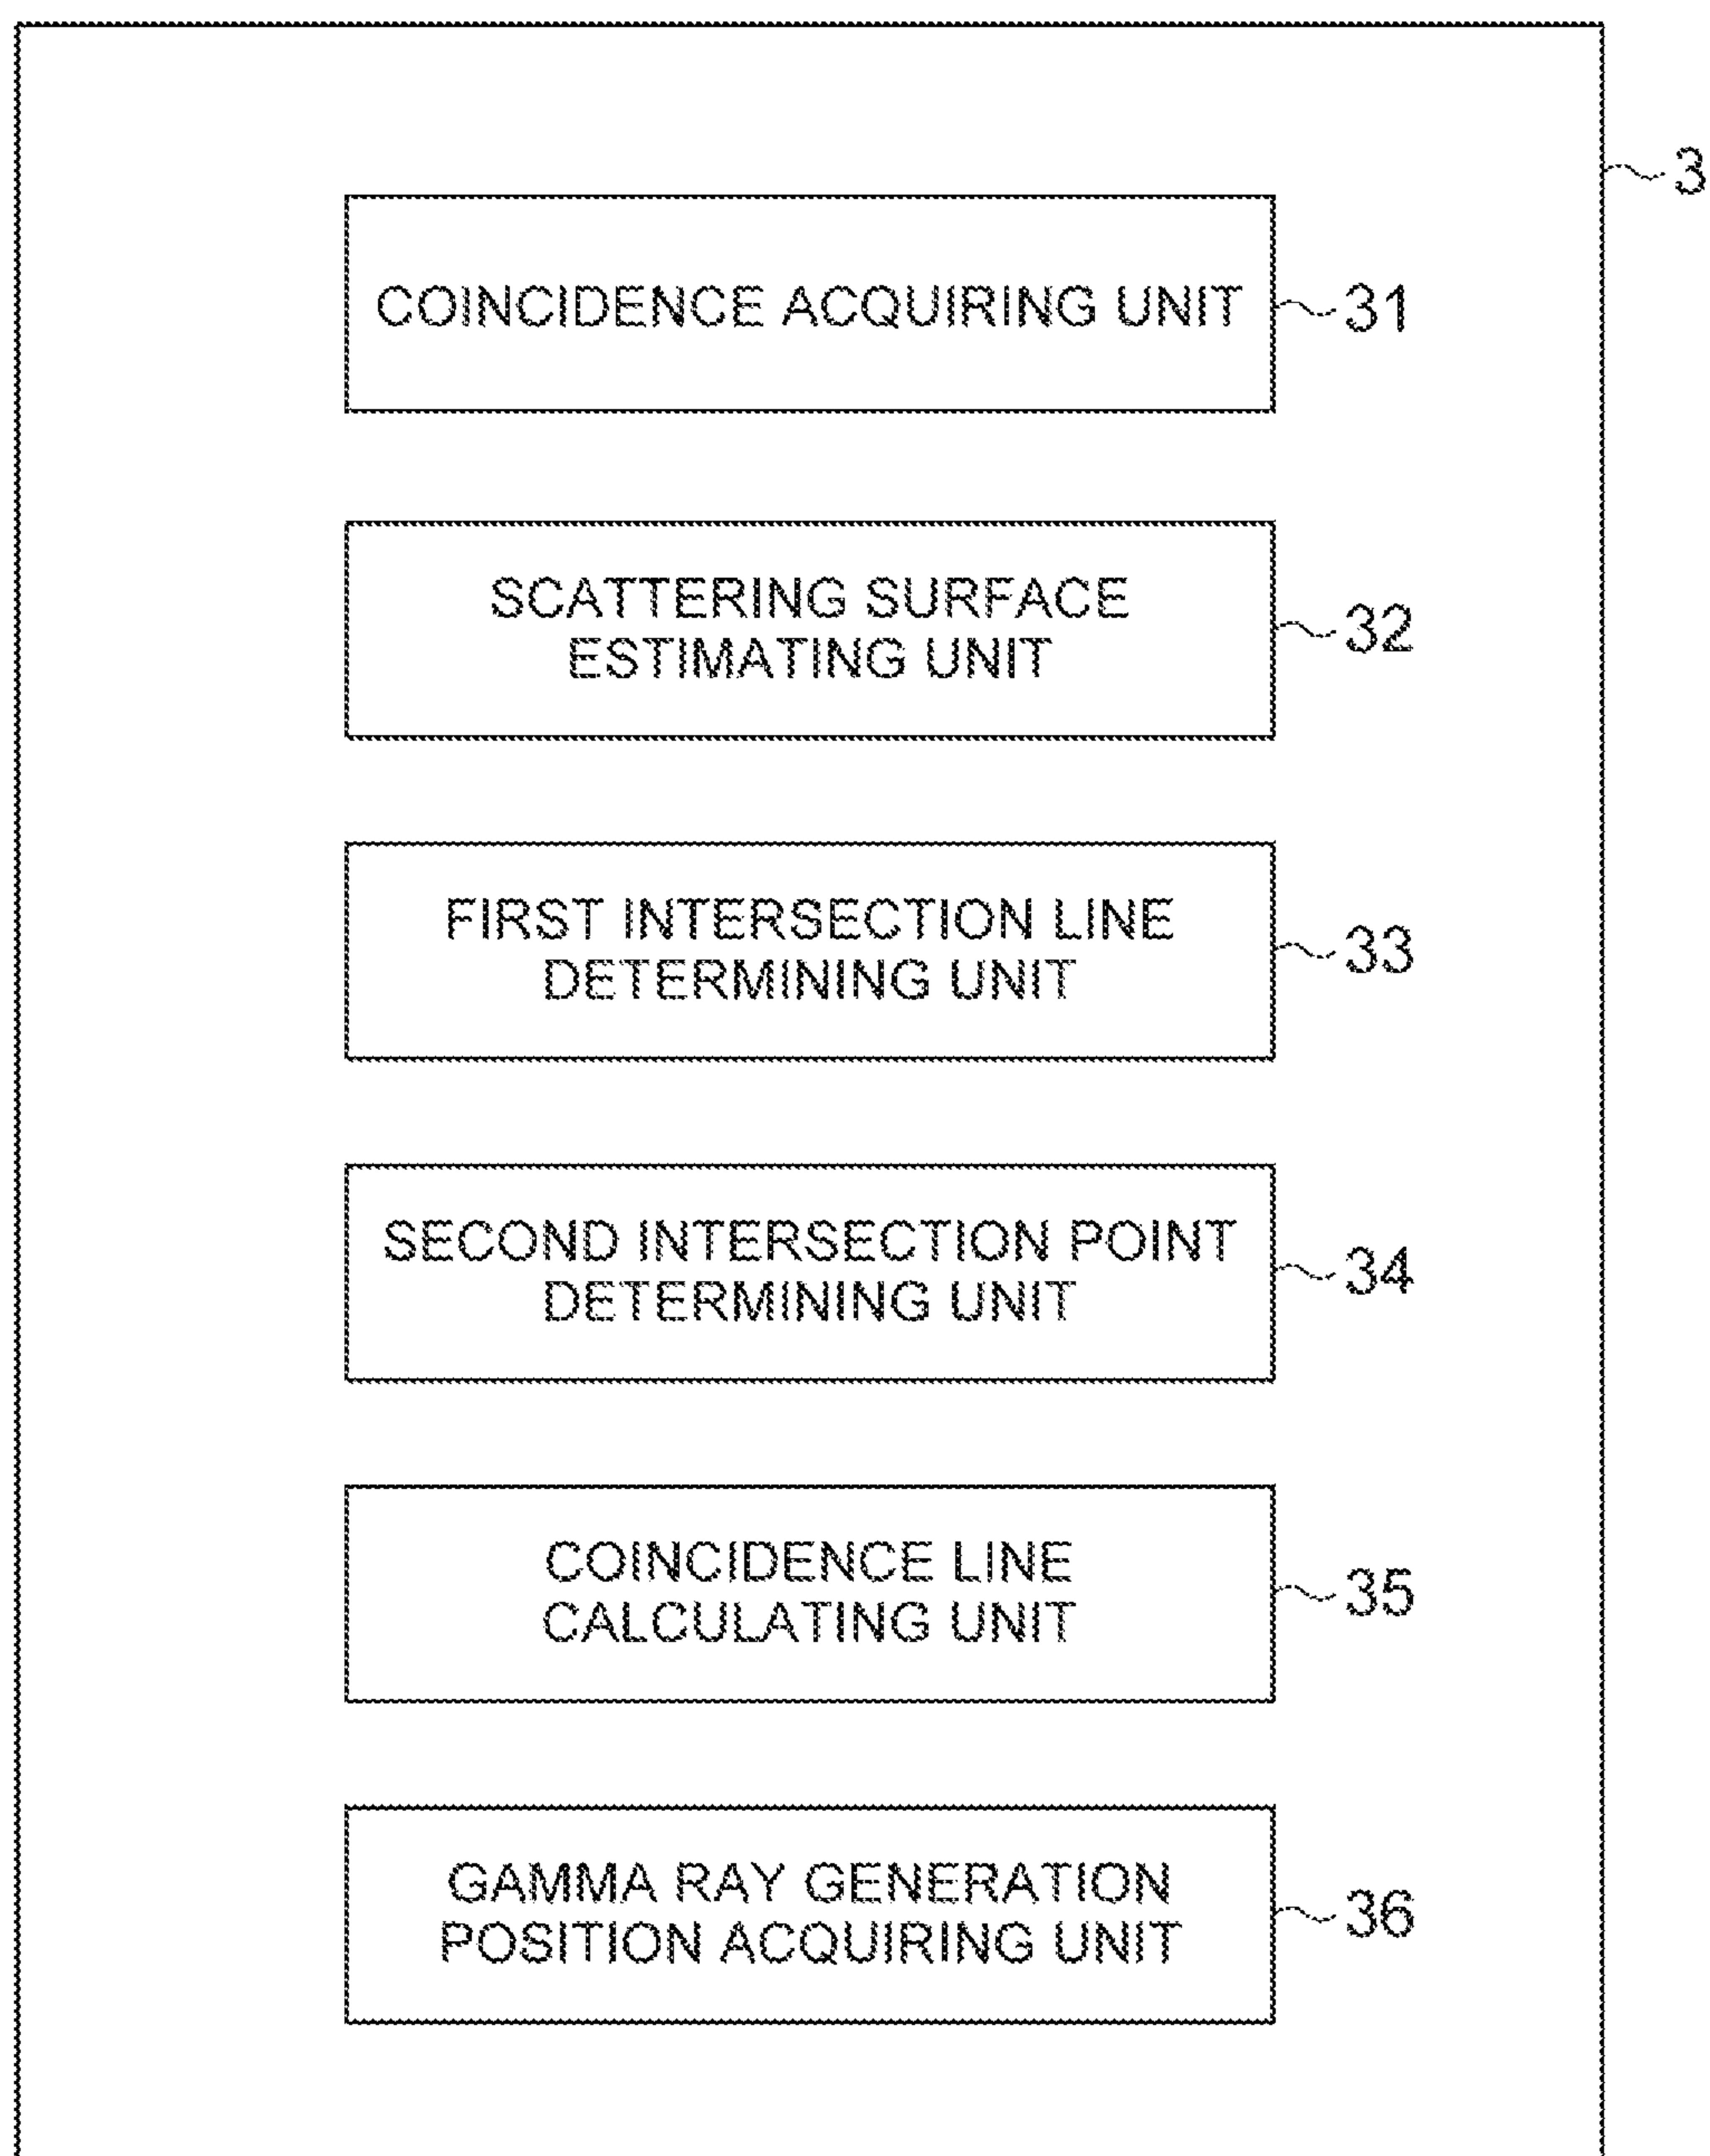 3
COINCIDENCE ACQUIRING UNIT
31
SCATTERING SURFACE
ESTIMATING UNIT
32
FIRST INTERSECTION LINE
DETERMINING UNIT
33
SECOND INTERSECTION POINT
DETERMINING UNIT
34
COINCIDENCE LINE
CALCULATING UNIT
35
GAMMA RAY GENERATION
POSITION ACQUIRING UNIT
36